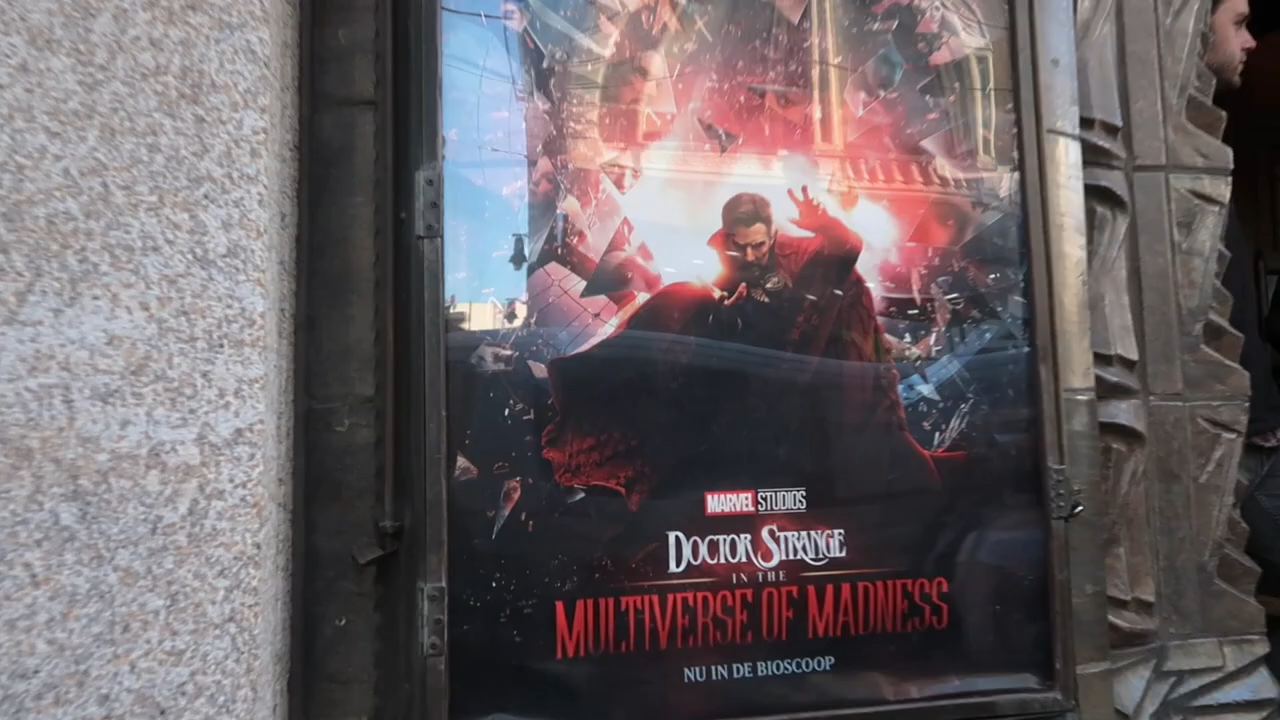 MARVEL STUDIOS
DOCTOR STRANGE
IN THE
MULTIVERSE OF MADNESS
NU IN DE BIOSCOOP